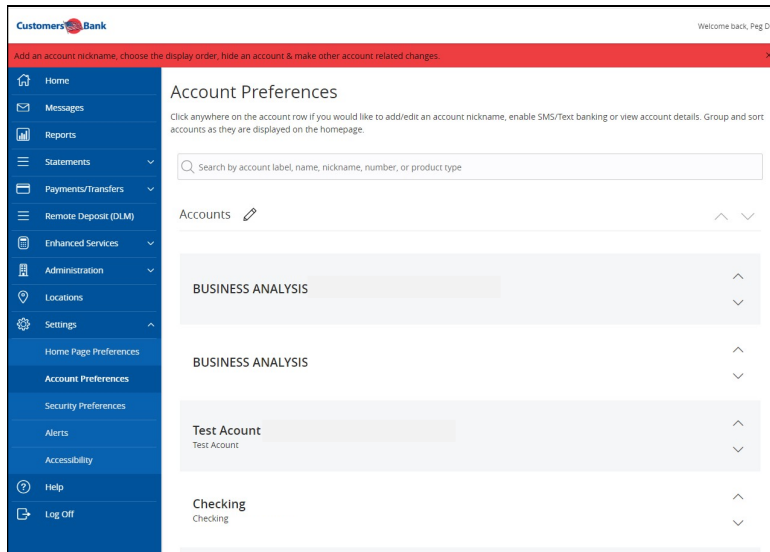 Customers Bank
Welcome back, Peg D
Add an account nickname, choose the display order, hide an account & make other account related changes.
Home
Messages
Reports
Statements
Payments/Transfers
Remote Deposit (DLM)
Enhanced Services
Administration
Locations
Settings
Home Page Preferences
Account Preferences
Security Preferences
Alerts
Accessibility
Help
Log Off
Account Preferences
Click anywhere on the account row if you would like to add/edit an account nickname, enable SMS/Text banking or view account details. Group and sort
accounts as they are displayed on the homepage.
Search by account label, name, nickname, number, or product type
Accounts
BUSINESS ANALYSIS
BUSINESS ANALYSIS
Test Acount
Test Acount
Checking
Checking